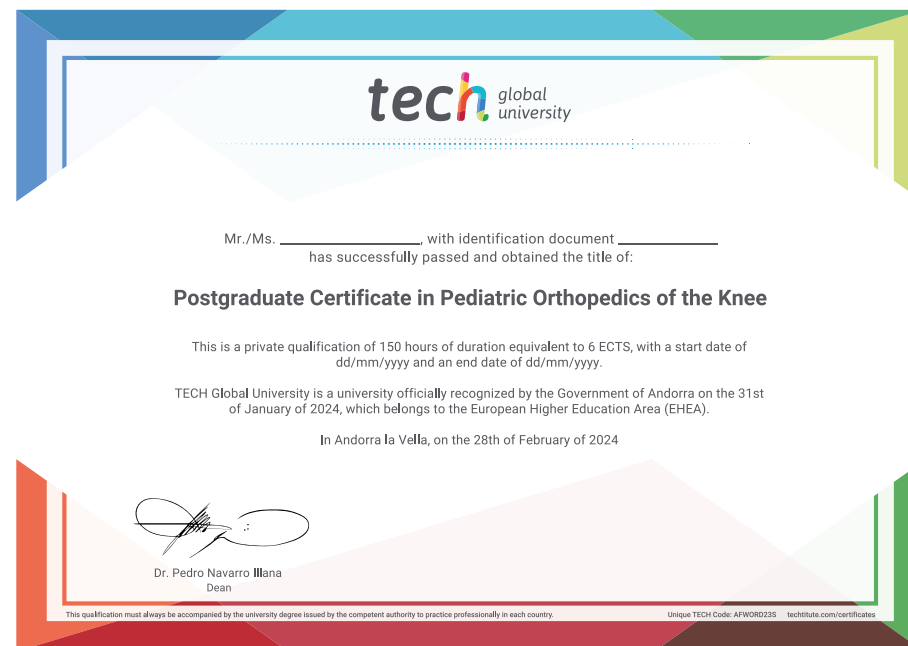 tech global university
Mr./Ms. ____________________, with identification document ______________
has successfully passed and obtained the title of:
Postgraduate Certificate in Pediatric Orthopedics of the Knee
This is a private qualification of 150 hours of duration equivalent to 6 ECTS, with a start date of
dd/mm/yyyy and an end date of dd/mm/yyyy.
TECH Global University is a university officially recognized by the Government of Andorra on the 31st
of January of 2024, which belongs to the European Higher Education Area (EHEA).
In Andorra la Vella, on the 28th of February of 2024
Dr. Pedro Navarro Illana
Dean
This qualification must always be accompanied by the university degree issued by the competent authority to practice professionally in each country.
Unique TECH Code: AFWORD23S techtitute.com/certificates